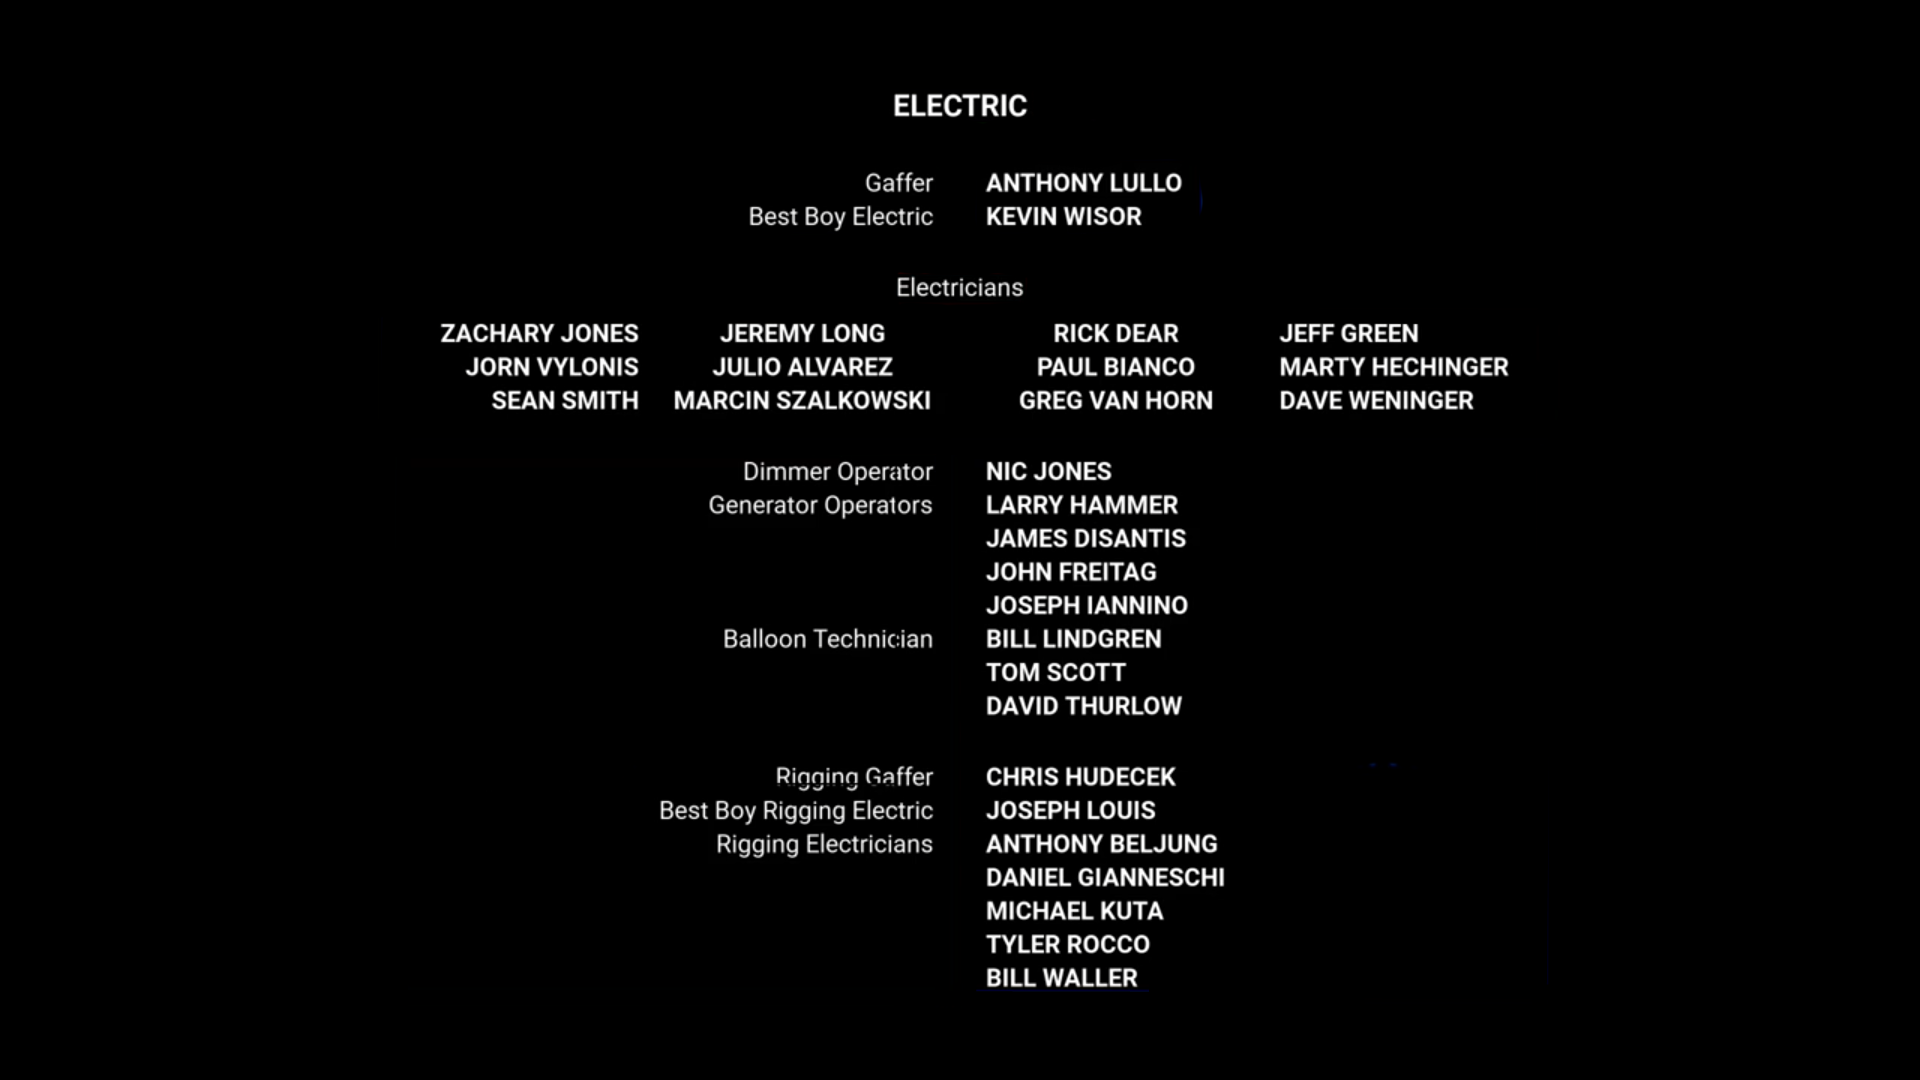 ELECTRIC
Gaffer ANTHONY LULLO
Best Boy Electric KEVIN WISOR
Electricians
ZACHARY JONES JEREMY LONG RICK DEAR JEFF GREEN
JORN VYLONIS JULIO ALVAREZ PAUL BIANCO MARTY HECHINGER
SEAN SMITH MARCIN SZALKOWSKI GREG VAN HORN DAVE WENINGER
Dimmer Operator NIC JONES
Generator Operators LARRY HAMMER
JAMES DISANTIS
JOHN FREITAG
JOSEPH IANNINO
Balloon Technician BILL LINDGREN
TOM SCOTT
DAVID THURLOW
Rigging Gaffer CHRIS HUDECEK
Best Boy Rigging Electric JOSEPH LOUIS
Rigging Electricians ANTHONY BELJUNG
DANIEL GIANNESCHI
MICHAEL KUTA
TYLER ROCCO
BILL WALLER